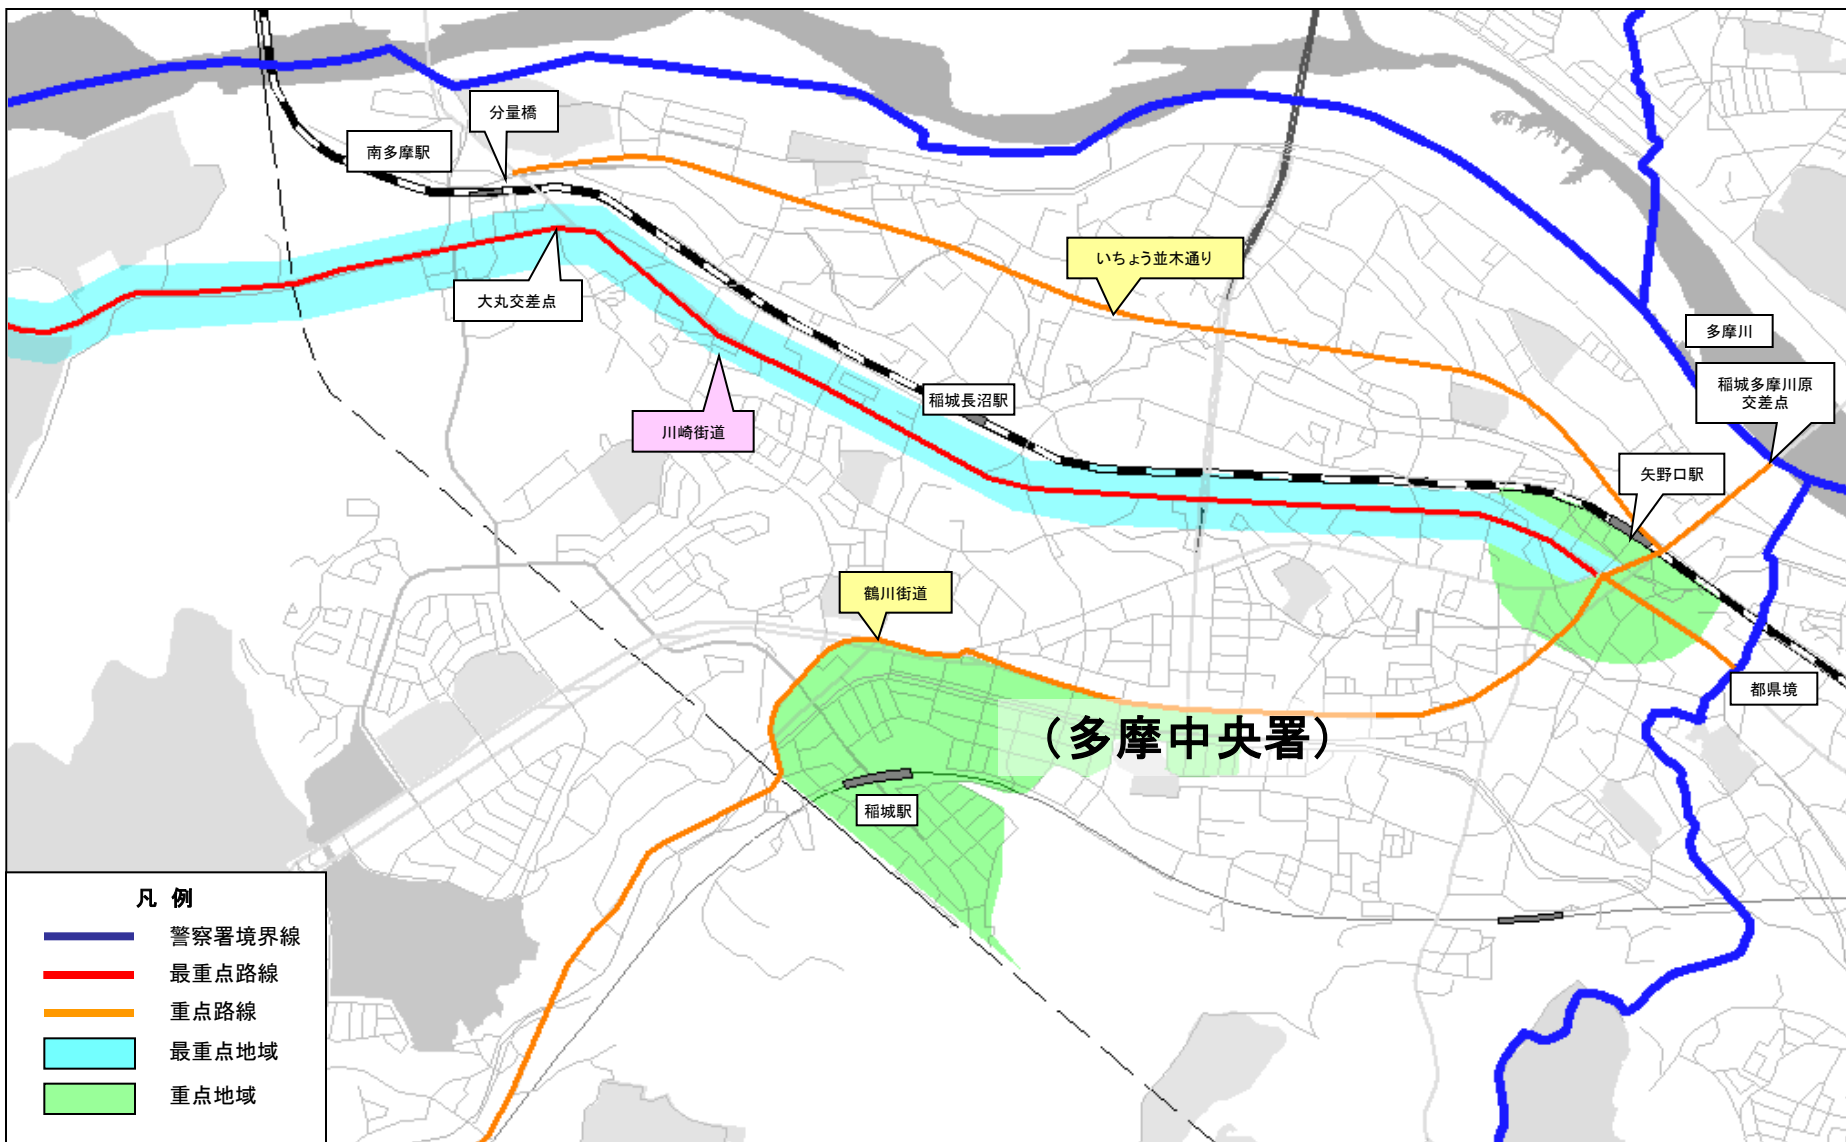 分量橋
南多摩駅
いちょう並木通り
大丸交差点
多摩川
稲城多摩川原
交差点
稲城長沼駅
川崎街道
矢野口駅
鶴川街道
都県境
（多摩中央署）
稲城駅
凡 例
警察署境界線
最重点路線
重点路線
最重点地域
重点地域